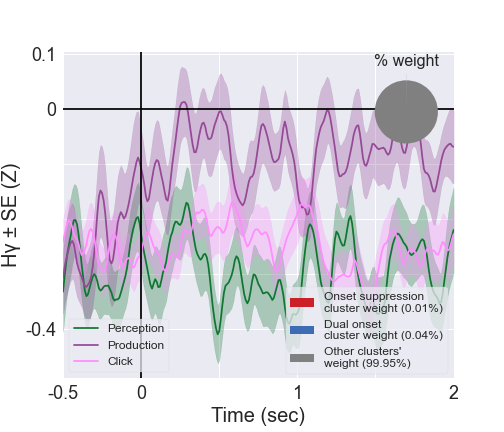 % weight
0.1
0
-0.4
Hγ ± SE (Z)
Perception
Production
Click
Onset suppression
cluster weight (0.01%)
Dual onset
cluster weight (0.04%)
Other clusters'
weight (99.95%)
-0.5
0
1
2
Time (sec)